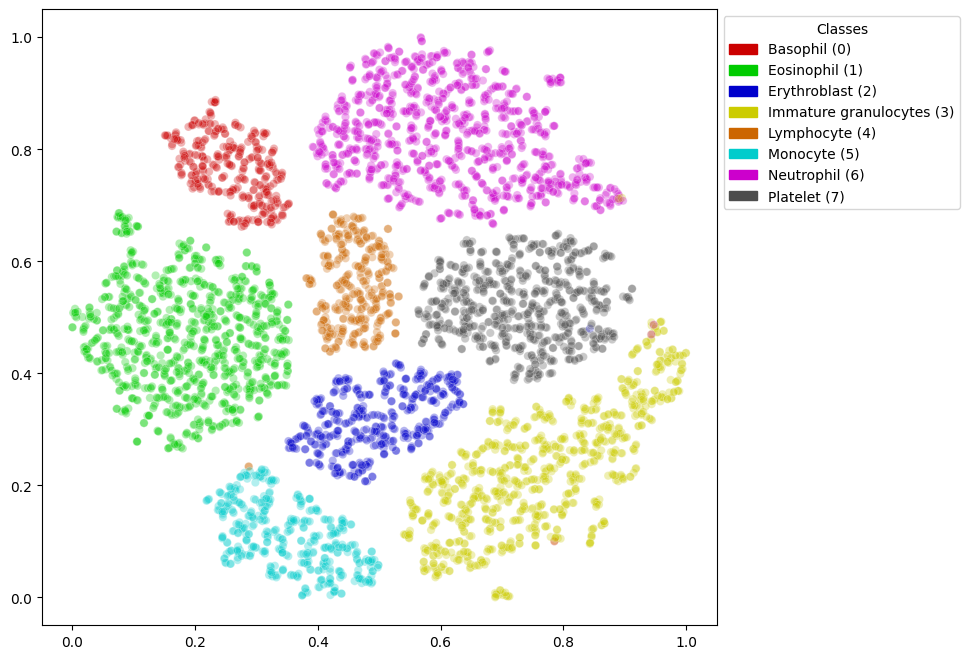 Classes
Basophil (0)
Eosinophil (1)
Erythroblast (2)
Immature granulocytes (3)
Lymphocyte (4)
Monocyte (5)
Neutrophil (6)
Platelet (7)
1.0
0.8
0.6
0.4
0.2
0.0
0.0 0.2 0.4 0.6 0.8 1.0